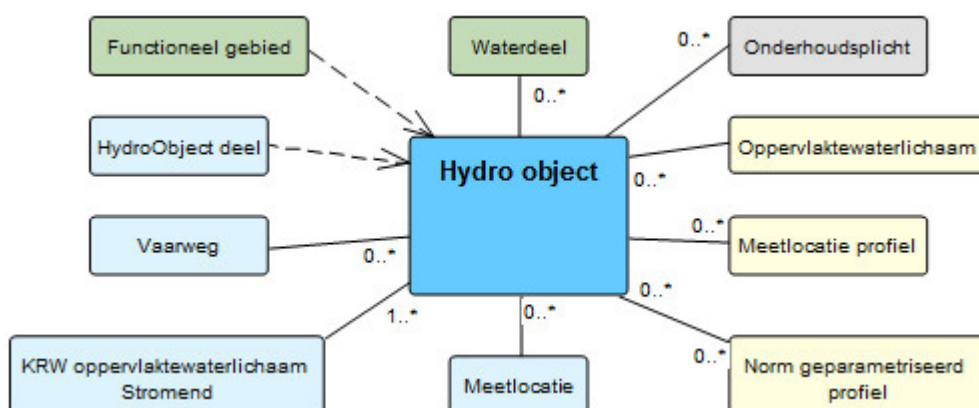 Functioneel gebied
Waterdeel
0..*
Onderhoudsplicht
0..*
HydroObject deel
Hydro object
Oppervlaktewaterlichaam
0..*
Vaarweg
0..*
0..*
Meetlocatie profiel
1..*
0..*
0..*
KRW oppervlaktewaterlichaam
Stromend
Meetlocatie
0..*
Norm geparametriseerd
profiel